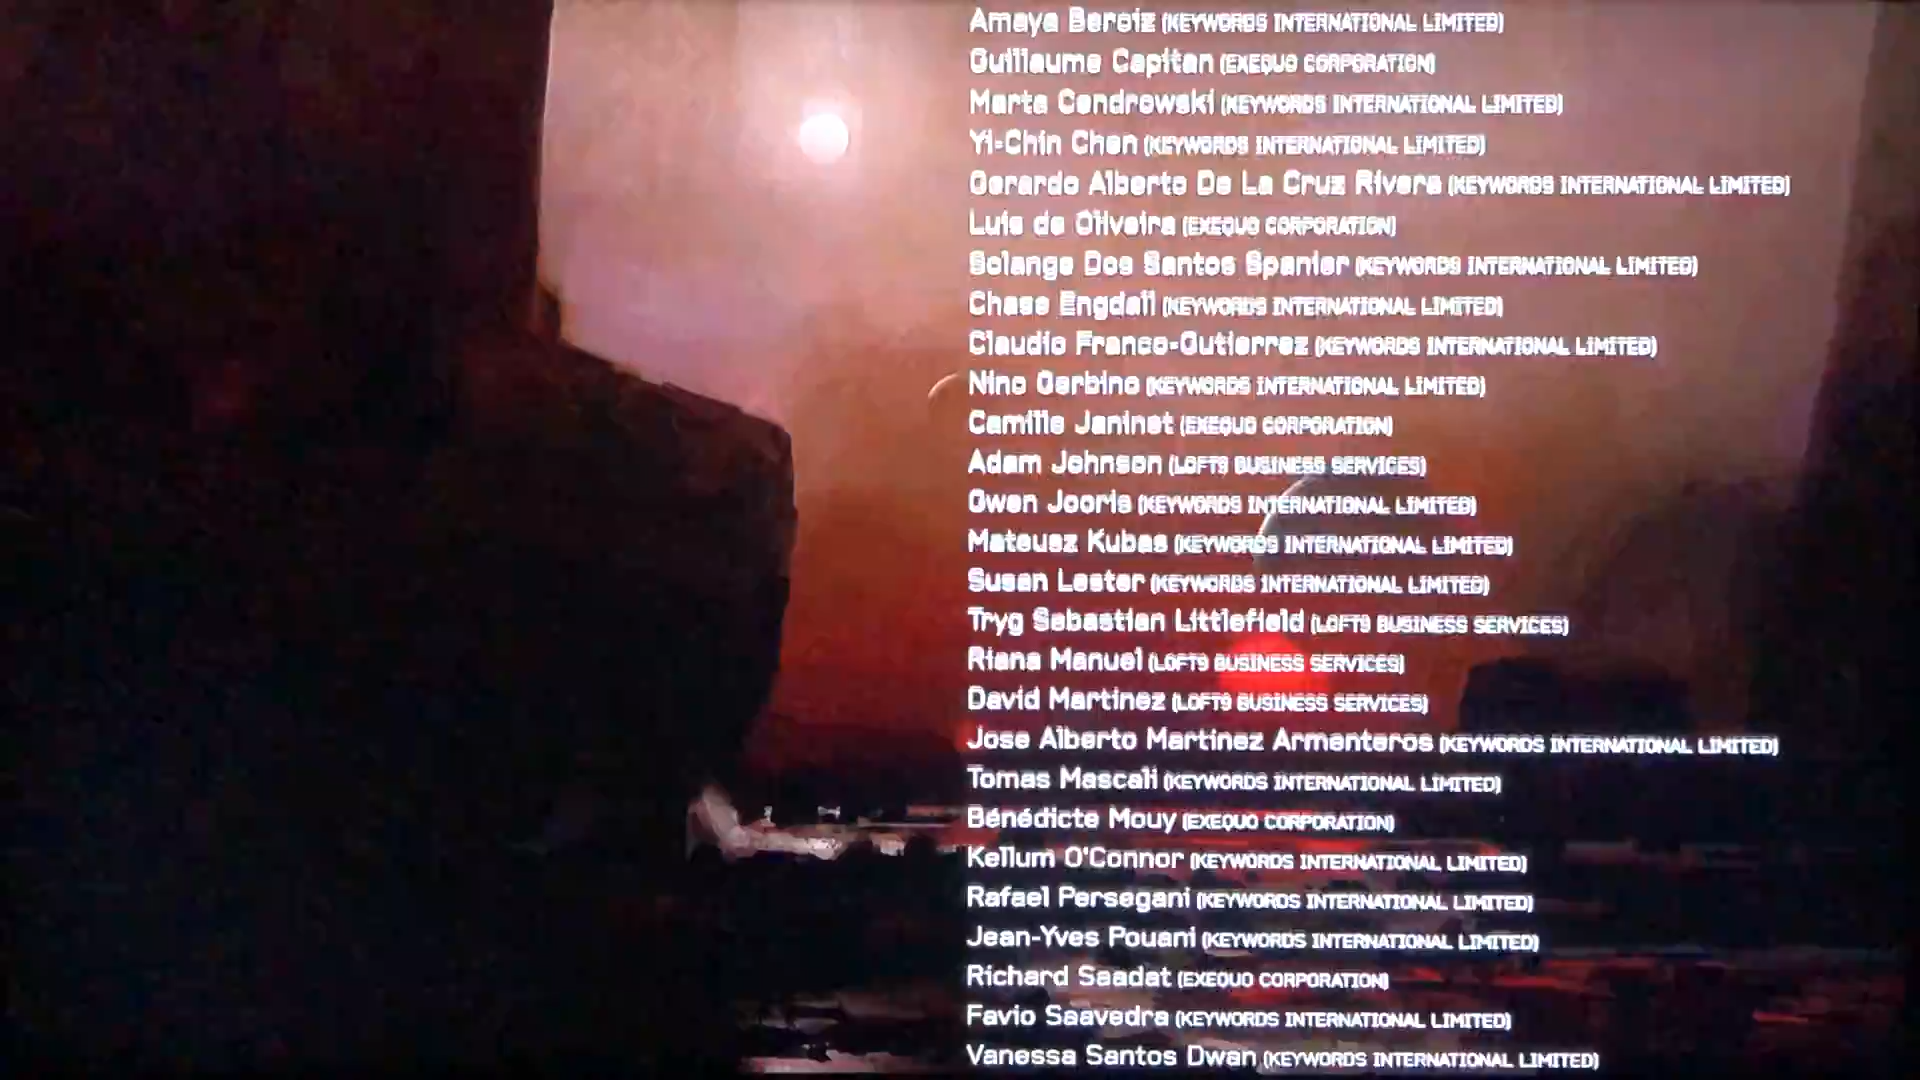 Amaya Beroiz (KEYWORDS INTERNATIONAL LIMITED)
Guillaume Capitan (EXEQUO CORPORATION)
Marta Cendrowski (KEYWORDS INTERNATIONAL LIMITED)
Yi-Chin Chen (KEYWORDS INTERNATIONAL LIMITED)
Gerardo Alberto De La Cruz Rivera (KEYWORDS INTERNATIONAL LIMITED)
Luis de Oliveira (EXEQUO CORPORATION)
Solange Dos Santos Spanier (KEYWORDS INTERNATIONAL LIMITED)
Chase Engdall (KEYWORDS INTERNATIONAL LIMITED)
Claudio Franco-Gutierrez (KEYWORDS INTERNATIONAL LIMITED)
Nino Garbino (KEYWORDS INTERNATIONAL LIMITED)
Camille Janinet (EXEQUO CORPORATION)
Adam Johnson (LOFT9 BUSINESS SERVICES)
Gwen Jooris (KEYWORDS INTERNATIONAL LIMITED)
Mateusz Kubas (KEYWORDS INTERNATIONAL LIMITED)
Susan Lester (KEYWORDS INTERNATIONAL LIMITED)
Tryg Sebastian Littlefield (LOFT9 BUSINESS SERVICES)
Riana Manuel (LOFT9 BUSINESS SERVICES)
David Martinez (LOFT9 BUSINESS SERVICES)
Jose Alberto Martinez Armenteros (KEYWORDS INTERNATIONAL LIMITED)
Tomas Mascali (KEYWORDS INTERNATIONAL LIMITED)
Bénédicte Mouy (EXEQUO CORPORATION)
Kellum O'Connor (KEYWORDS INTERNATIONAL LIMITED)
Rafael Persegani (KEYWORDS INTERNATIONAL LIMITED)
Jean-Yves Pouani (KEYWORDS INTERNATIONAL LIMITED)
Richard Saadat (EXEQUO CORPORATION)
Favio Saavedra (KEYWORDS INTERNATIONAL LIMITED)
Vanessa Santos Dwan (KEYWORDS INTERNATIONAL LIMITED)